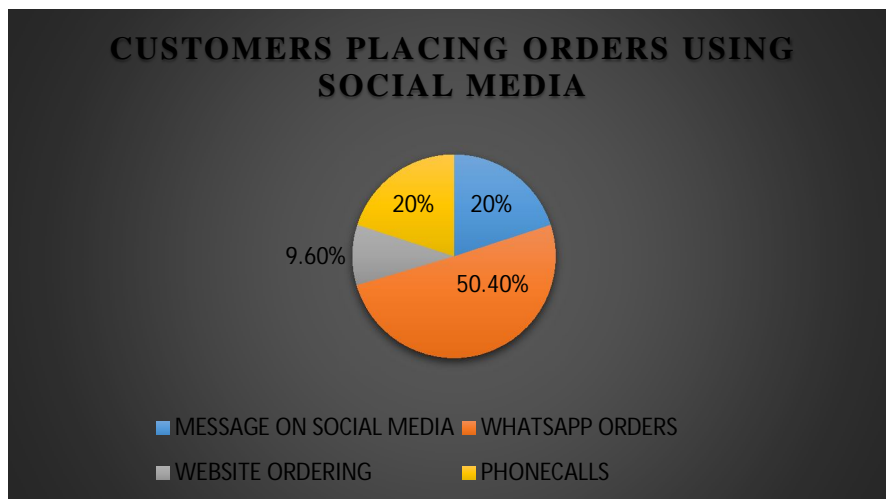 CUSTOMERS PLACING ORDERS USING
SOCIAL MEDIA
20% 20%
9.60%
50.40%
MESSAGE ON SOCIAL MEDIA WHATSAPP ORDERS
WEBSITE ORDERING PHONECALLS